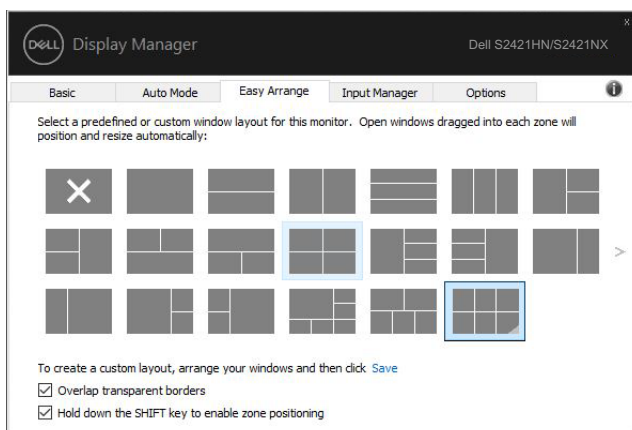 x
DELL Display Manager Dell S2421HN/S2421NX
Basic Auto Mode Easy Arrange Input Manager Options
Select a predefined or custom window layout for this monitor. Open windows dragged into each zone will
position and resize automatically:
To create a custom layout, arrange your windows and then click Save
Overlap transparent borders
Hold down the SHIFT key to enable zone positioning